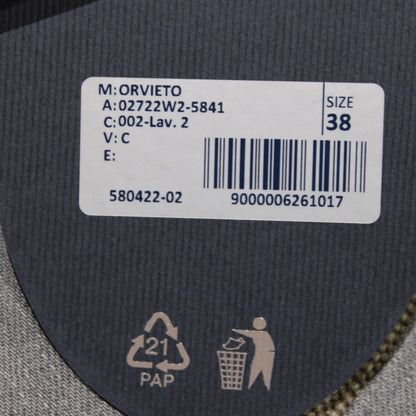 M: ORVIETO
A: 02722W2-5841
C: 002-Lav. 2
V: C
E:
SIZE
38
580422-02
9000006261017
21
PAP